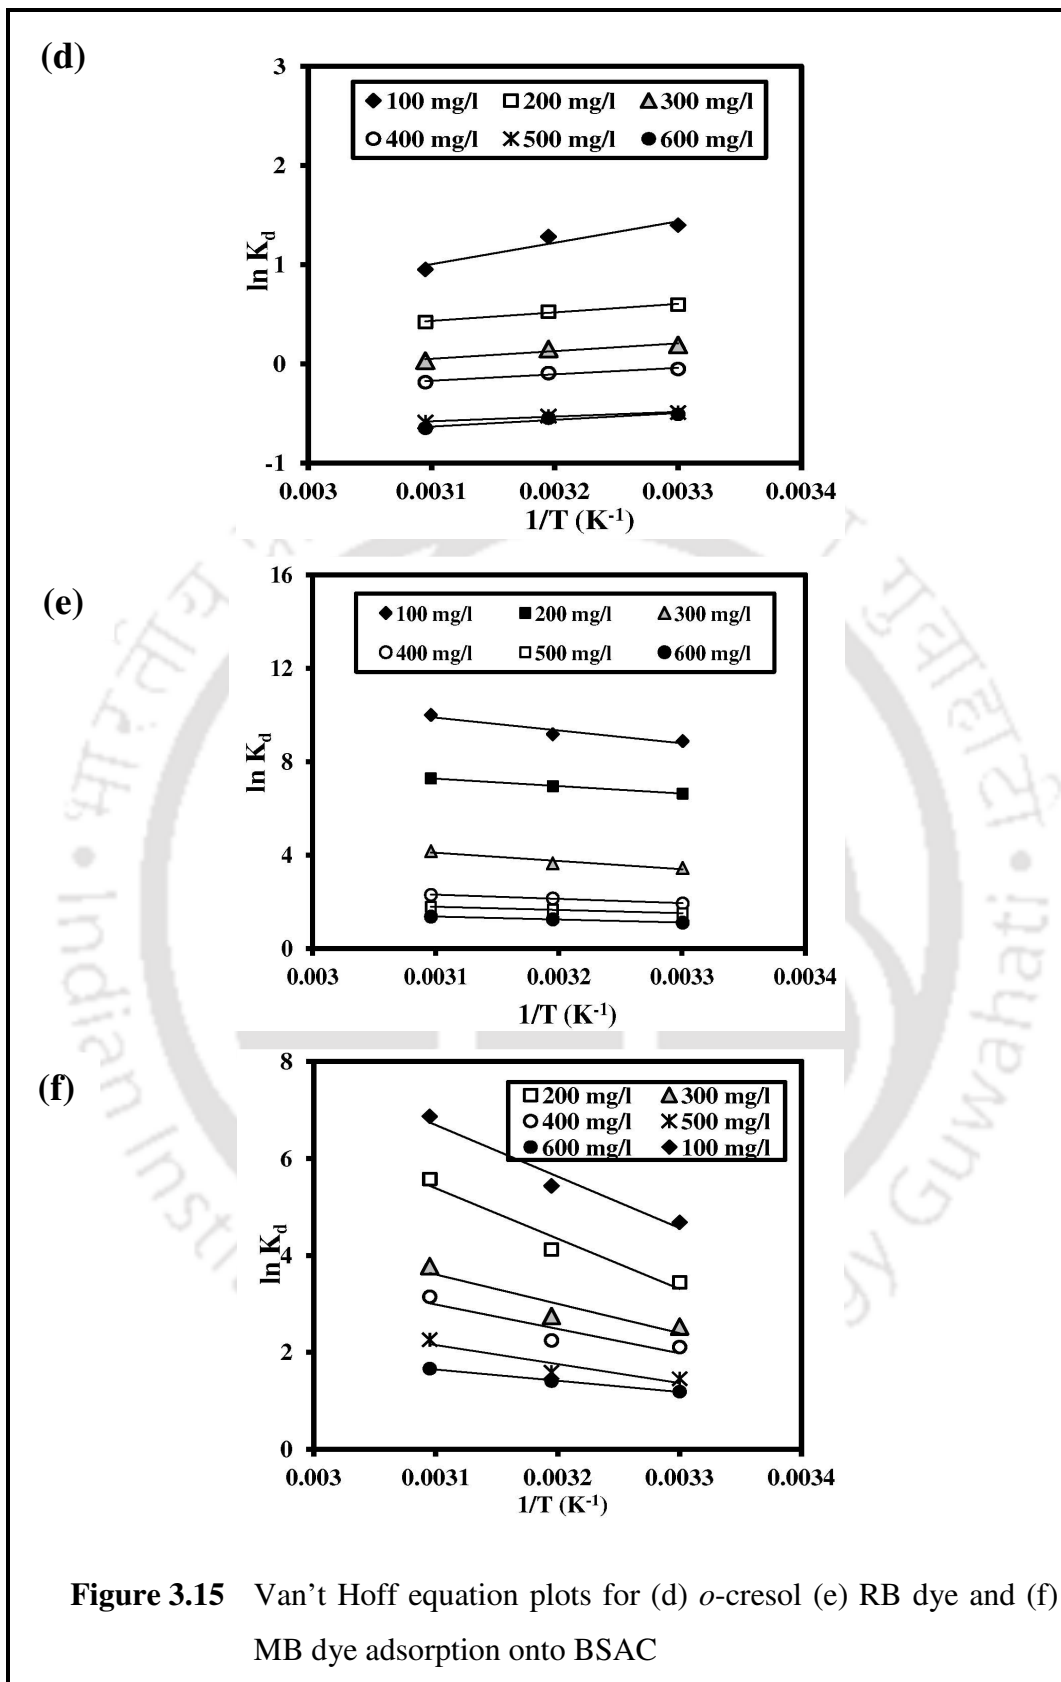 (d)
3
2
1
0
-1
ln K_d
◆ 100 mg/l □ 200 mg/l △ 300 mg/l
○ 400 mg/l ✳ 500 mg/l ● 600 mg/l
0.003 0.0031 0.0032 0.0033 0.0034
1/T (K⁻¹)
(e)
16
12
8
4
0
ln K_d
◆ 100 mg/l ■ 200 mg/l △ 300 mg/l
○ 400 mg/l □ 500 mg/l ● 600 mg/l
0.003 0.0031 0.0032 0.0033 0.0034
1/T (K⁻¹)
(f)
8
6
4
2
0
ln K_d
□ 200 mg/l △ 300 mg/l
○ 400 mg/l ✳ 500 mg/l
● 600 mg/l ◆ 100 mg/l
0.003 0.0031 0.0032 0.0033 0.0034
1/T (K⁻¹)
Figure 3.15 Van't Hoff equation plots for (d) o-cresol (e) RB dye and (f)
MB dye adsorption onto BSAC